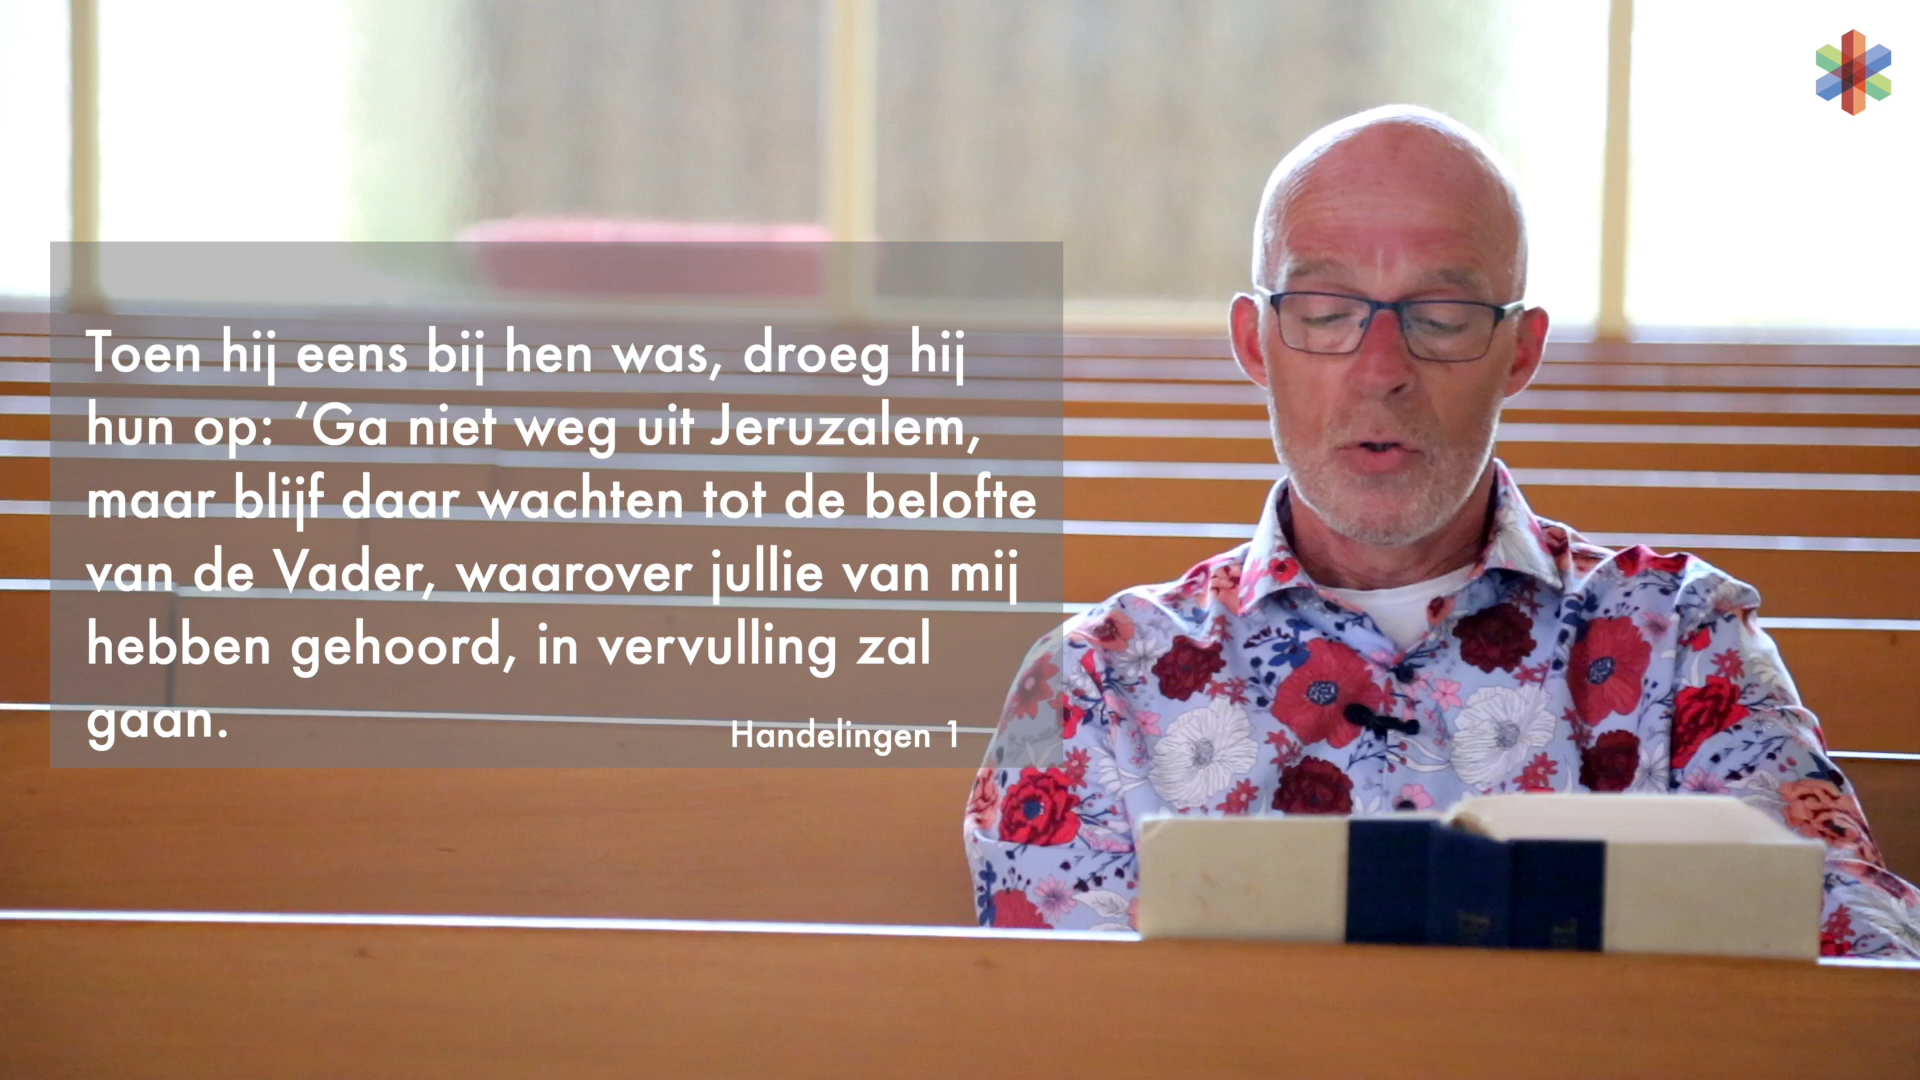 Toen hij eens bij hen was, droeg hij
hun op: ‘Ga niet weg uit Jeruzalem,
maar blijf daar wachten tot de belofte
van de Vader, waarover jullie van mij
hebben gehoord, in vervulling zal
gaan.
Handelingen 1